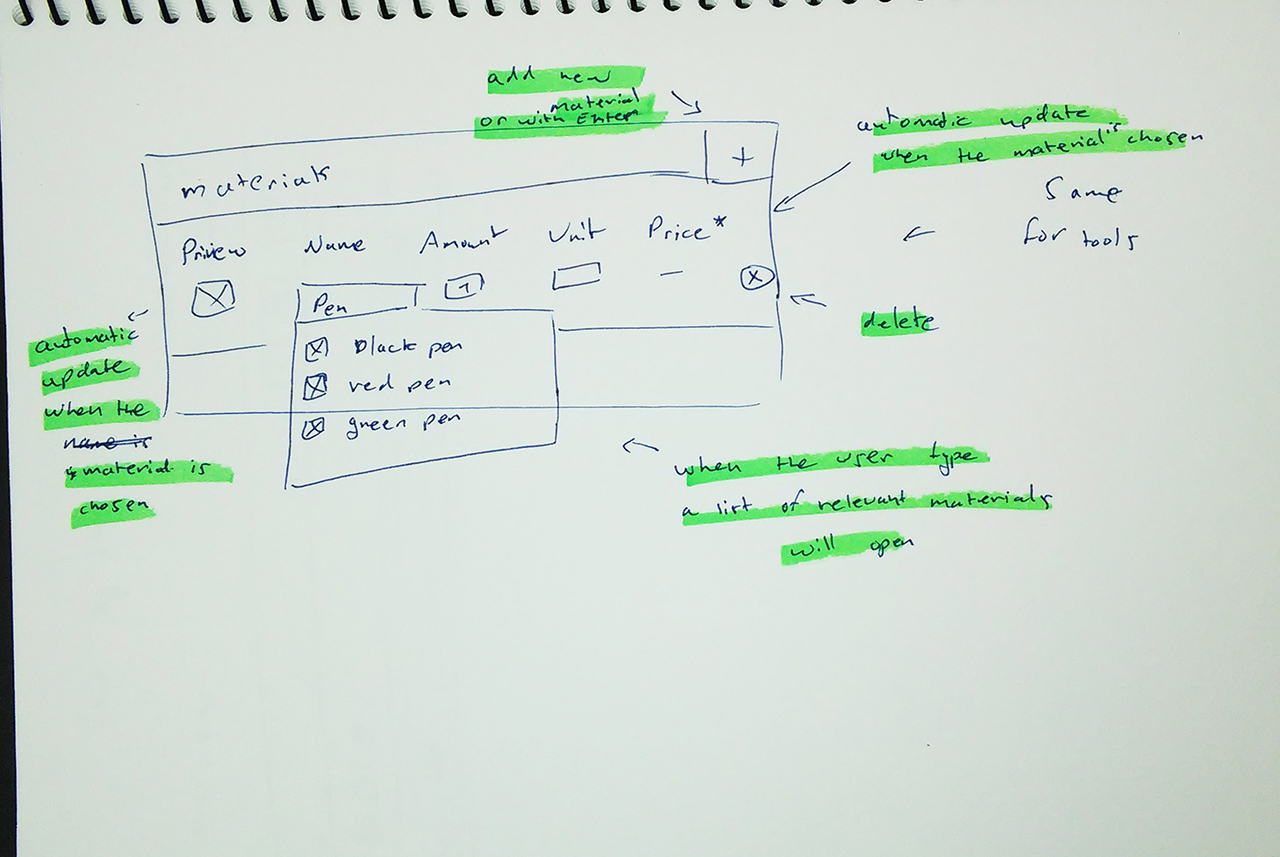 add new
material
or with Enter
automatic update
when the material's chosen
same
for tools
materials
+
Priview Name Amount Unit Price*
Pen
1
—
X
black pen
red pen
green pen
delete
automatic
update
when the
name is
material is
chosen
when the user type
a list of relevant materials
will open